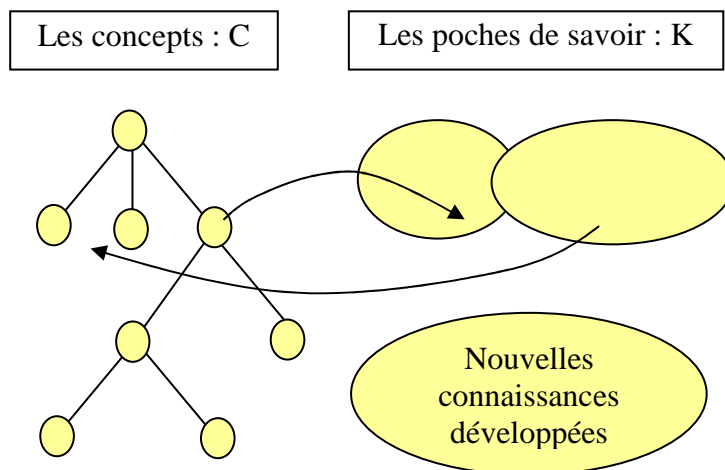 Les concepts : C
Les poches de savoir : K
Nouvelles
connaissances
développées